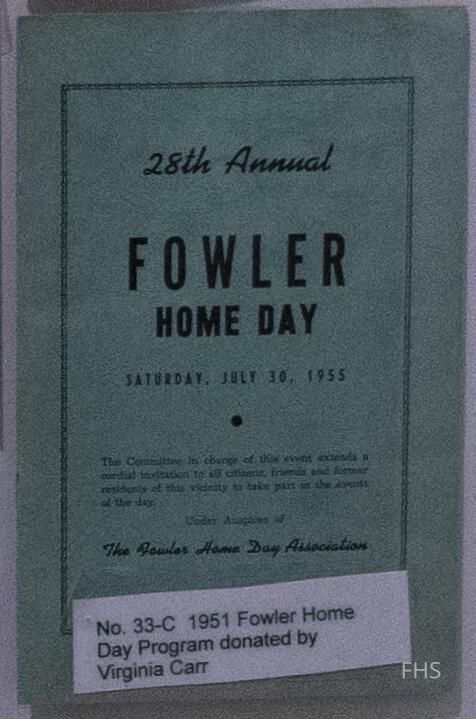 28th Annual
FOWLER
HOME DAY
SATURDAY, JULY 30, 1955
The Committee in charge of this event extends a
cordial invitation to all citizens, friends and former
residents of this vicinity to take part in the events
of the day.
Under Auspices of
The Fowler Home Day Association
No. 33-C 1951 Fowler Home
Day Program donated by
Virginia Carr
FHS